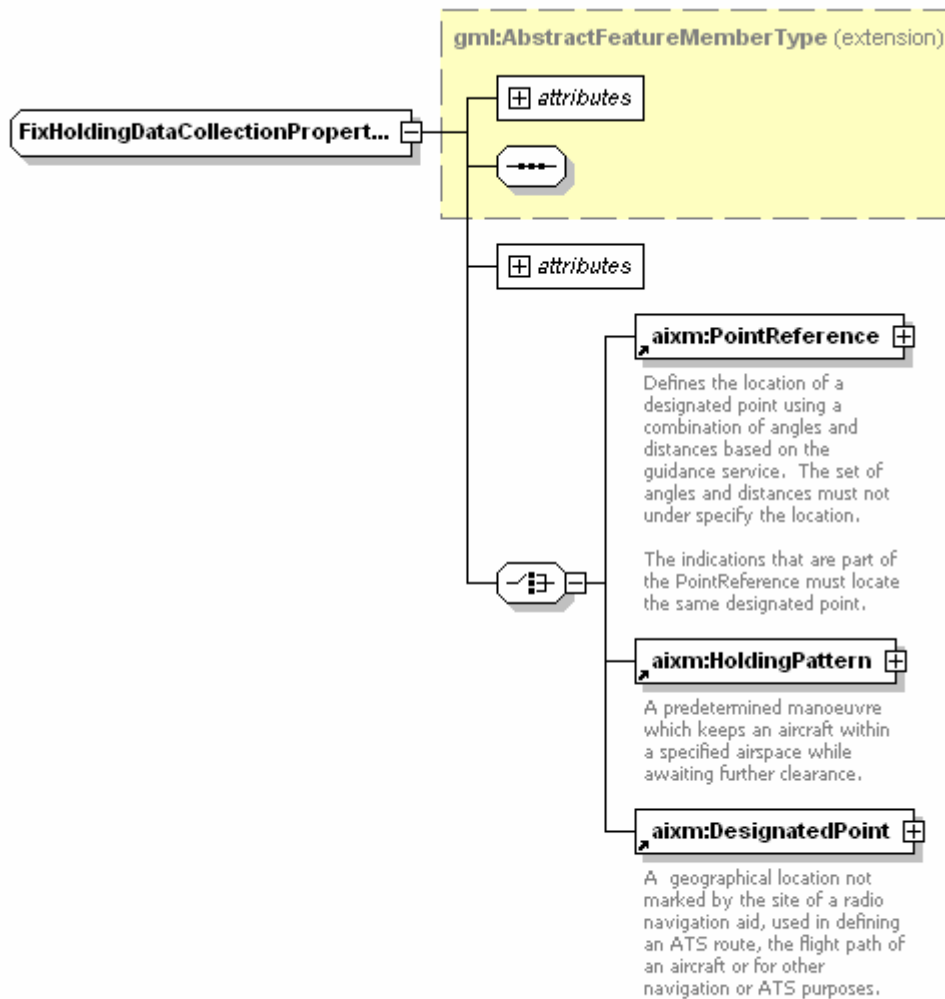 gml:AbstractFeatureMemberType (extension)
attributes
FixHoldingDataCollectionPropert...
attributes
aixm:PointReference
Defines the location of a
designated point using a
combination of angles and
distances based on the
guidance service.  The set of
angles and distances must not
under specify the location.
The indications that are part of
the PointReference must locate
the same designated point.
aixm:HoldingPattern
A predetermined manoeuvre
which keeps an aircraft within
a specified airspace while
awaiting further clearance.
aixm:DesignatedPoint
A  geographical location not
marked by the site of a radio
navigation aid, used in defining
an ATS route, the flight path of
an aircraft or for other
navigation or ATS purposes.